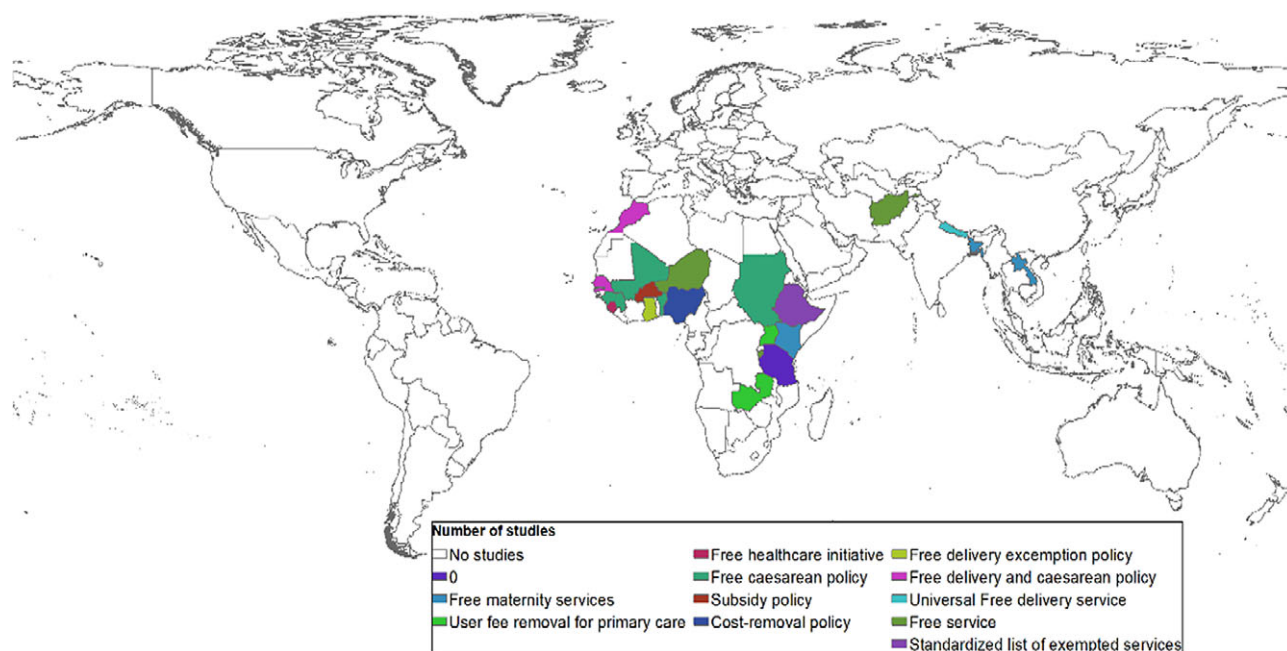 Number of studies
No studies
0
Free maternity services
User fee removal for primary care
Free healthcare initiative
Free caesarean policy
Subsidy policy
Cost-removal policy
Free delivery excemption policy
Free delivery and caesarean policy
Universal Free delivery service
Free service
Standardized list of exempted services